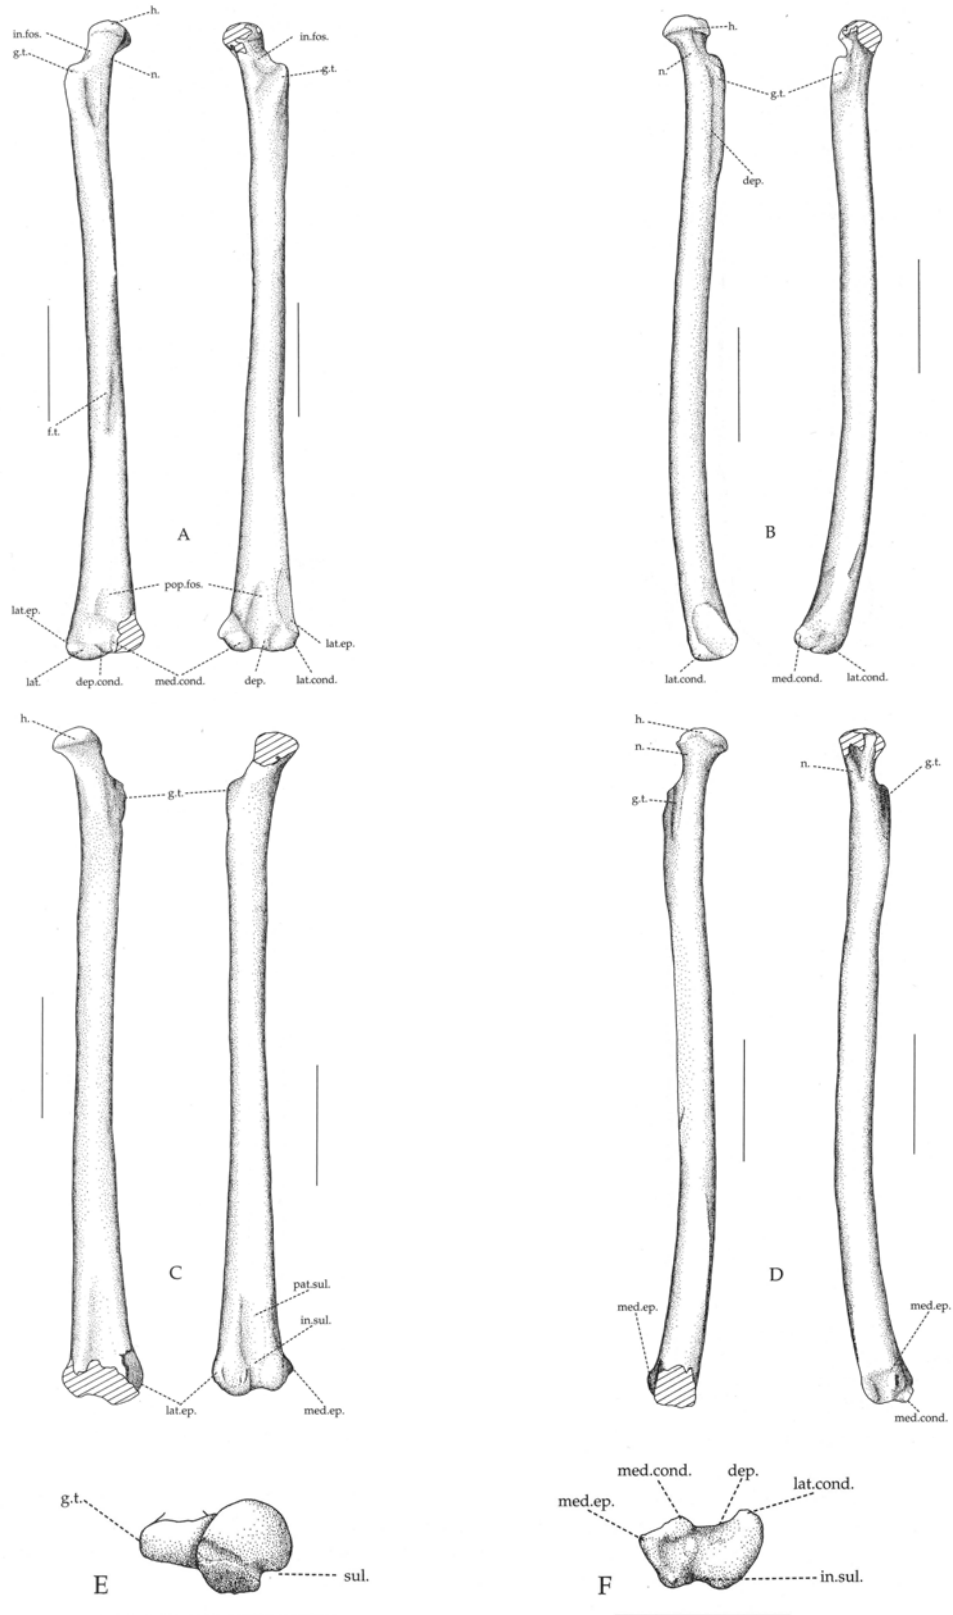 h.
in.fos.
g.t.
n.
in.fos.
g.t.
f.t.
A
pop.fos.
lat.ep.
lat.
dep.cond.
med.cond.
dep.
lat.cond.
lat.ep.
h.
n.
g.t.
dep.
B
lat.cond.
med.cond.
lat.cond.
h.
g.t.
C
pat.sul.
in.sul.
lat.ep.
med.ep.
h.
n.
g.t.
n.
g.t.
D
med.ep.
med.ep.
med.cond.
g.t.
E
sul.
med.cond.
dep.
lat.cond.
med.ep.
F
in.sul.